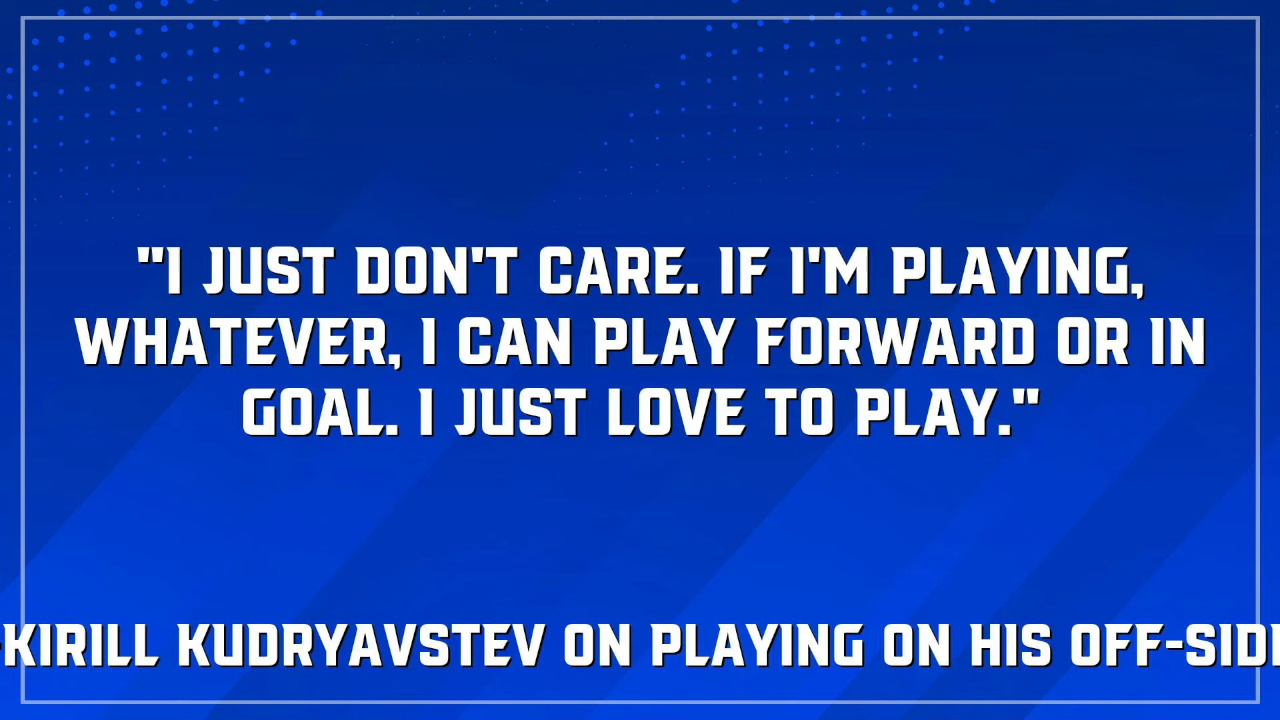 "I JUST DON'T CARE. IF I'M PLAYING,
WHATEVER, I CAN PLAY FORWARD OR IN
GOAL. I JUST LOVE TO PLAY."
-KIRILL KUDRYAVSTEV ON PLAYING ON HIS OFF-SIDE